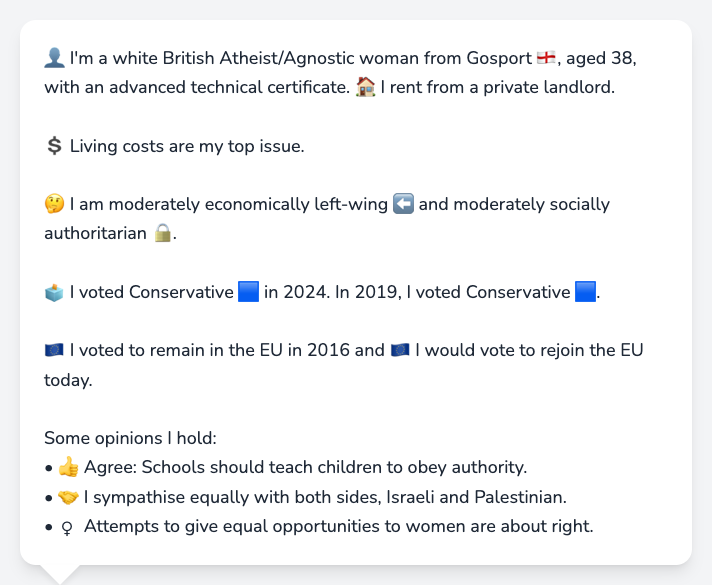 👤 I'm a white British Atheist/Agnostic woman from Gosport 🏴󠁧󠁢󠁥󠁮󠁧󠁿, aged 38,
with an advanced technical certificate. 🏠 I rent from a private landlord.
💲 Living costs are my top issue.
🤔 I am moderately economically left-wing ⬅️ and moderately socially
authoritarian 🔒.
🗳️ I voted Conservative 🟦 in 2024. In 2019, I voted Conservative 🟦.
🇪🇺 I voted to remain in the EU in 2016 and 🇪🇺 I would vote to rejoin the EU
today.
Some opinions I hold:
• 👍 Agree: Schools should teach children to obey authority.
• 🤝 I sympathise equally with both sides, Israeli and Palestinian.
• ♀ Attempts to give equal opportunities to women are about right.